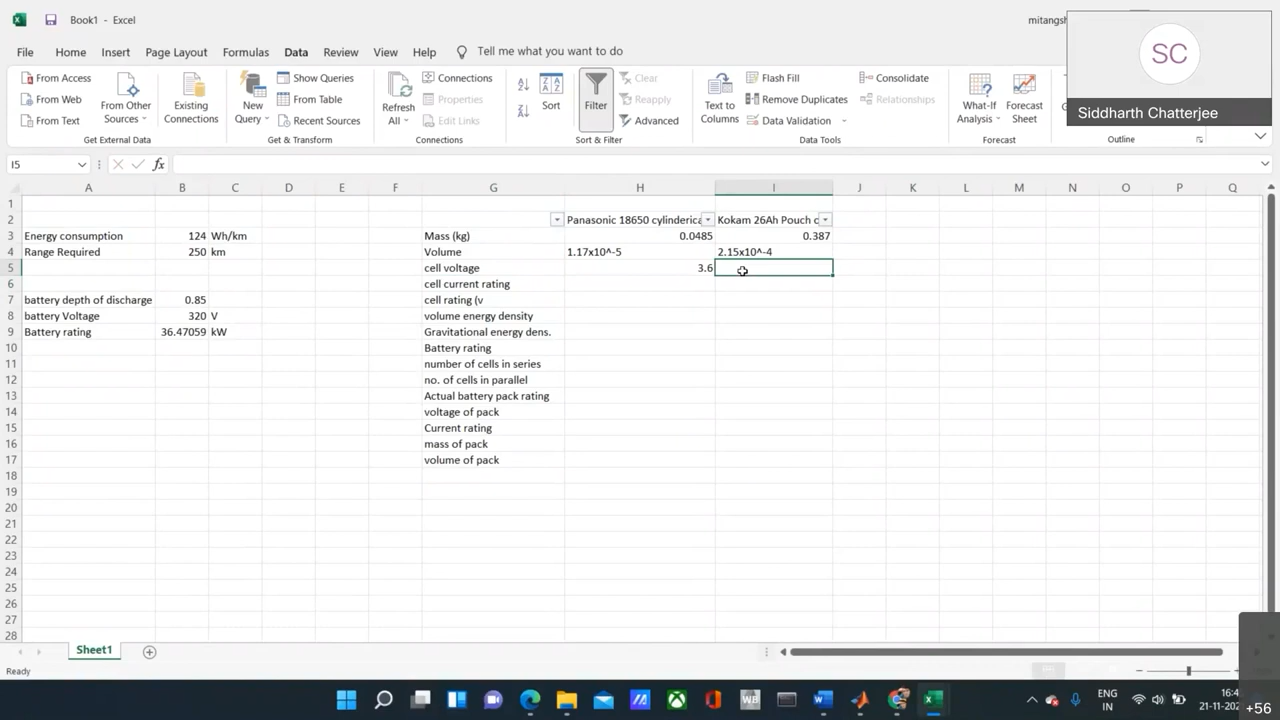 Book1 - Excel
mitangsh
SC
Siddharth Chatterjee
File Home Insert Page Layout Formulas Data Review View Help Tell me what you want to do
From Access
From Web
From Text
From Other Sources
Existing Connections
Get External Data
New Query
Show Queries
From Table
Recent Sources
Get & Transform
Refresh All
Connections
Properties
Edit Links
Connections
Sort
Filter
Clear
Reapply
Advanced
Sort & Filter
Text to Columns
Flash Fill
Remove Duplicates
Data Validation
Consolidate
Relationships
Data Tools
What-If Analysis
Forecast Sheet
Forecast
Outline
I5
fx
A B C D E F G H I J K L M N O P Q
1
2 Panasonic 18650 cylinderica Kokam 26Ah Pouch c
3 Energy consumption 124 Wh/km Mass (kg) 0.0485 0.387
4 Range Required 250 km Volume 1.17x10^-5 2.15x10^-4
5 cell voltage 3.6
6 cell current rating
7 battery depth of discharge 0.85 cell rating (v
8 battery Voltage 320 V volume energy density
9 Battery rating 36.47059 kW Gravitational energy dens.
10 Battery rating
11 number of cells in series
12 no. of cells in parallel
13 Actual battery pack rating
14 voltage of pack
15 Current rating
16 mass of pack
17 volume of pack
18
19
20
21
22
23
24
25
26
27
28
Sheet1
Ready
ENG
IN
16:4
21-11-202
+56